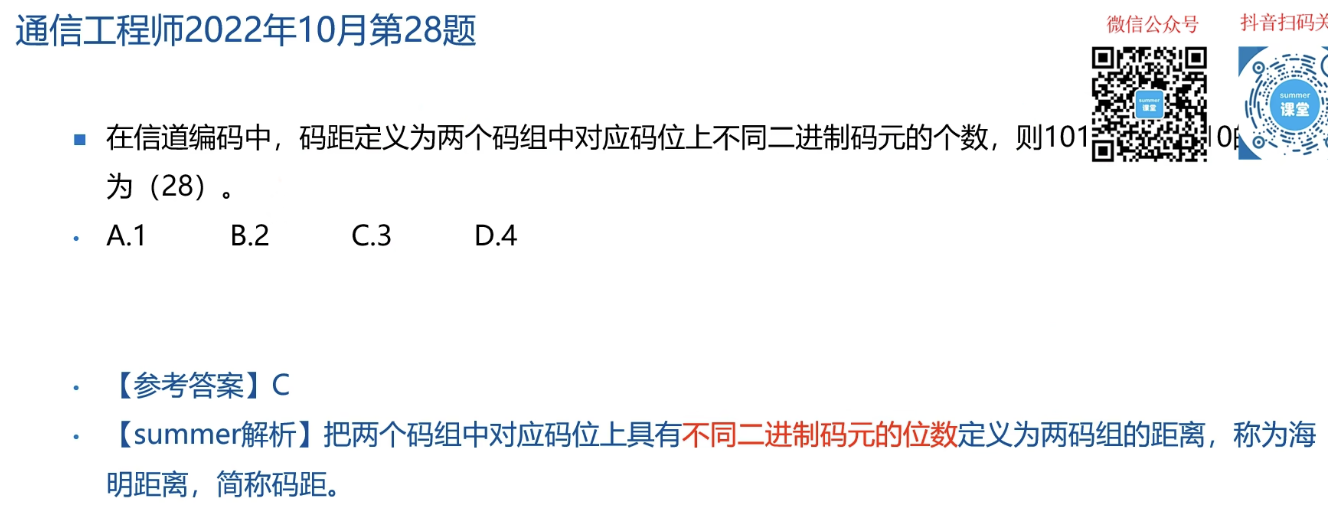 通信工程师2022年10月第28题
微信公众号
抖音扫码关
在信道编码中，码距定义为两个码组中对应码位上不同二进制码元的个数，则101 10
为（28）。
A.1 B.2 C.3 D.4
summer
课堂
summer
课堂
【参考答案】C
【summer解析】把两个码组中对应码位上具有不同二进制码元的位数定义为两码组的距离，称为海
明距离，简称码距。